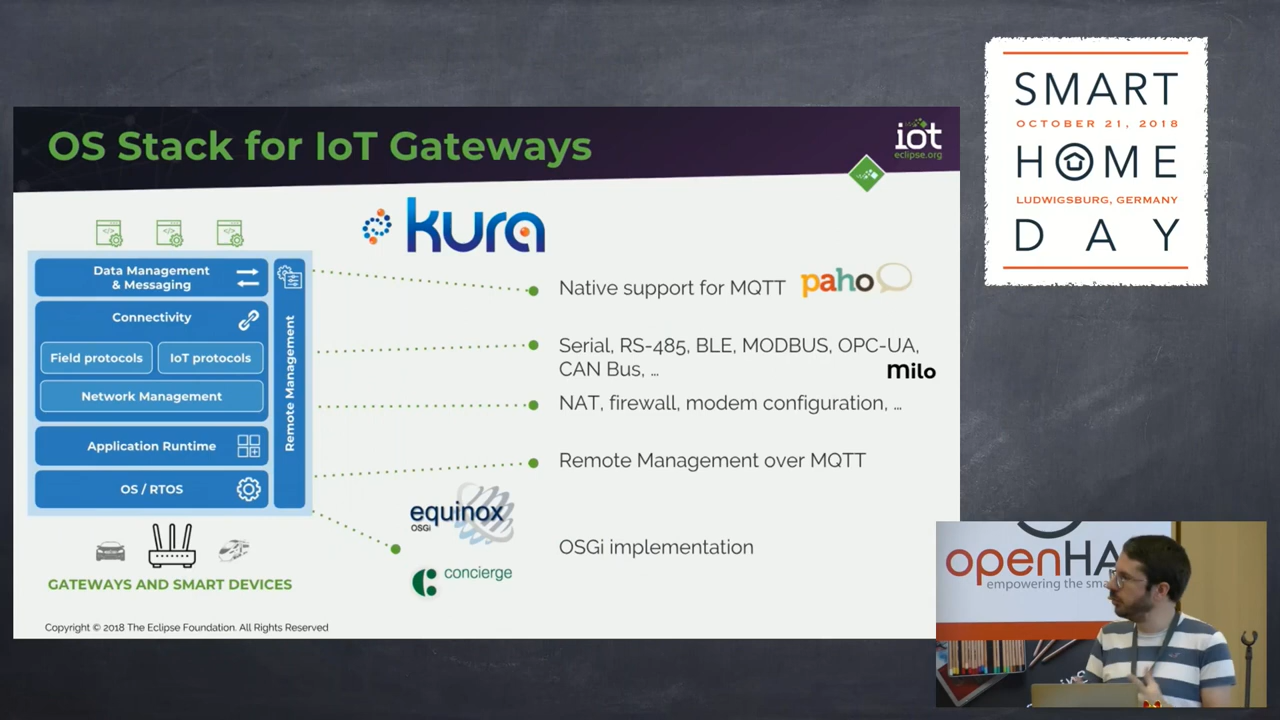 OS Stack for IoT Gateways
iot
eclipse.org
kura
Data Management
& Messaging
Connectivity
Field protocols
IoT protocols
Network Management
Application Runtime
OS / RTOS
Remote Management
GATEWAYS AND SMART DEVICES
Native support for MQTT
paho
Serial, RS-485, BLE, MODBUS, OPC-UA,
CAN Bus, …
milo
NAT, firewall, modem configuration, …
Remote Management over MQTT
equinox
OSGi
OSGi implementation
concierge
Copyright © 2018 The Eclipse Foundation. All Rights Reserved
SMART
OCTOBER 21, 2018
HOME
LUDWIGSBURG, GERMANY
DAY
openHA
empowering the sma